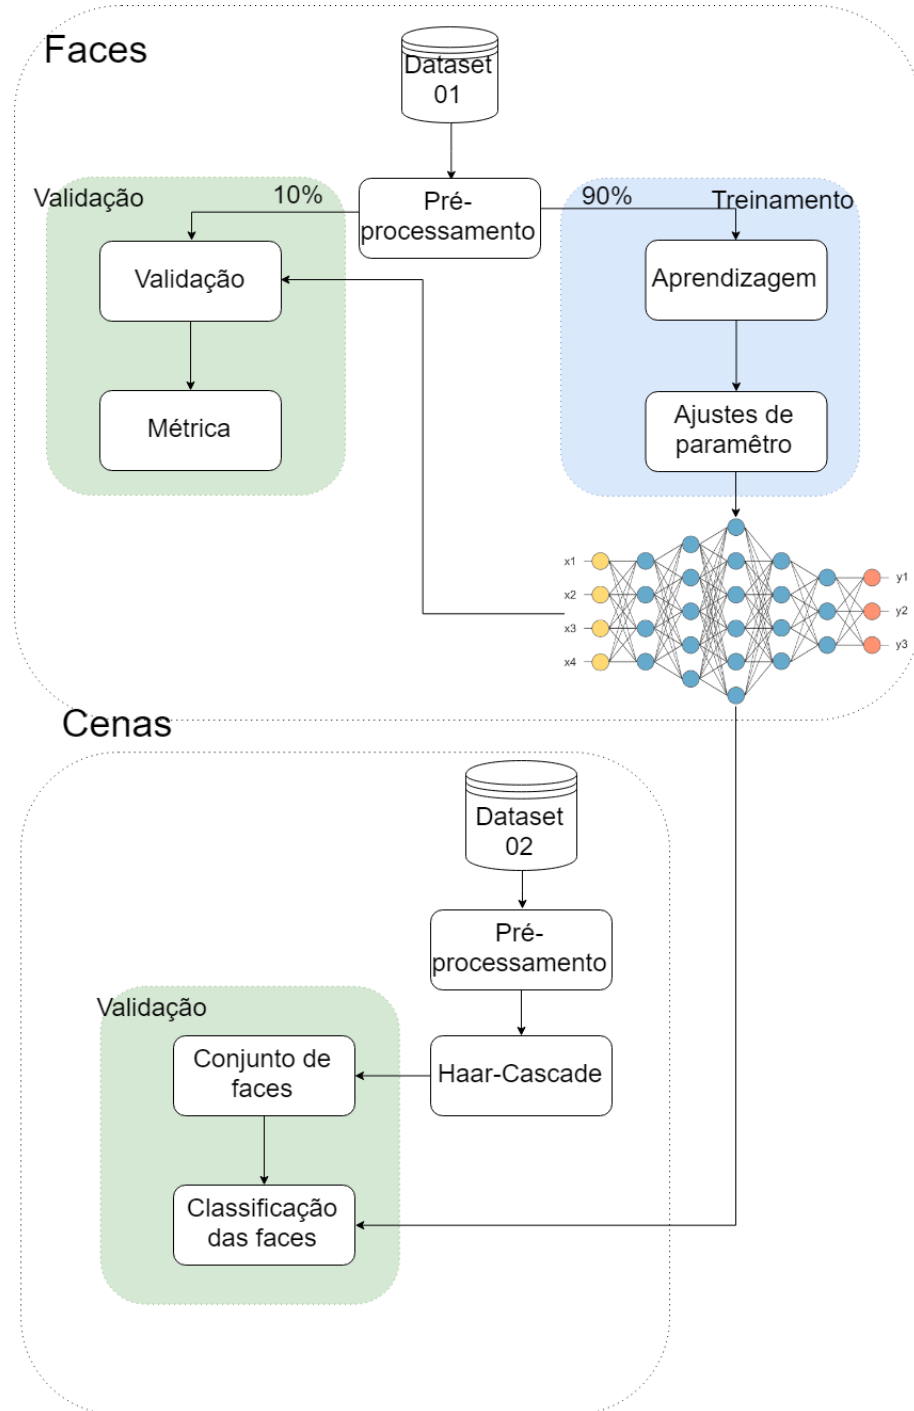 Faces
Dataset
01
Validação
10%
Pré-
processamento
90%
Treinamento
Validação
Aprendizagem
Métrica
Ajustes de
paramêtro
x1
x2
x3
x4
y1
y2
y3
Cenas
Dataset
02
Pré-
processamento
Validação
Conjunto de
faces
Haar-Cascade
Classificação
das faces